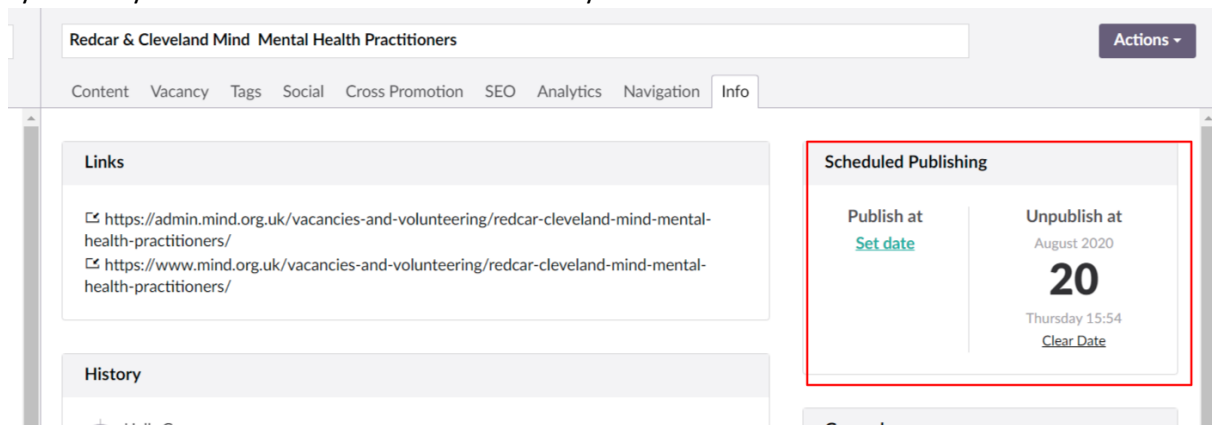 Redcar & Cleveland Mind  Mental Health Practitioners
Actions
Content Vacancy Tags Social Cross Promotion SEO Analytics Navigation Info
Links
https://admin.mind.org.uk/vacancies-and-volunteering/redcar-cleveland-mind-mental-
health-practitioners/
https://www.mind.org.uk/vacancies-and-volunteering/redcar-cleveland-mind-mental-
health-practitioners/
History
Scheduled Publishing
Publish at
Set date
Unpublish at
August 2020
20
Thursday 15:54
Clear Date